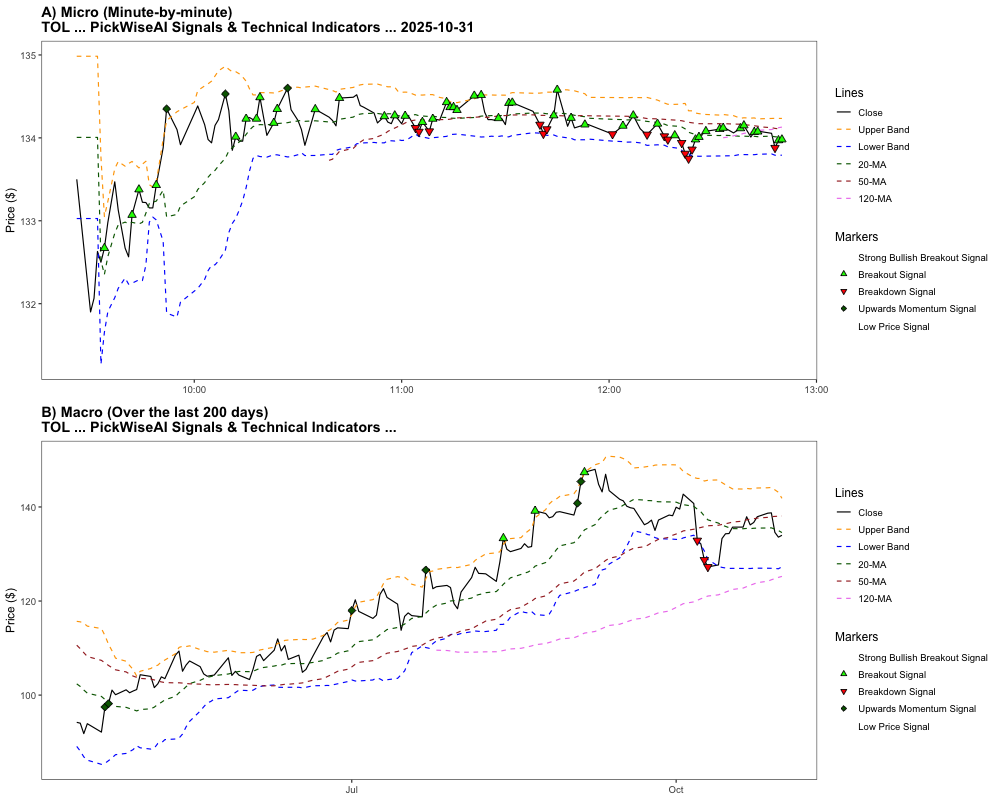 A) Micro (Minute-by-minute)
TOL ... PickWiseAI Signals & Technical Indicators ... 2025-10-31
Price ($)
135
134
133
132
10:00
11:00
12:00
13:00
Lines
Close
Upper Band
Lower Band
20-MA
50-MA
120-MA
Markers
Strong Bullish Breakout Signal
Breakout Signal
Breakdown Signal
Upwards Momentum Signal
Low Price Signal
B) Macro (Over the last 200 days)
TOL ... PickWiseAI Signals & Technical Indicators ...
Price ($)
140
120
100
Jul
Oct
Lines
Close
Upper Band
Lower Band
20-MA
50-MA
120-MA
Markers
Strong Bullish Breakout Signal
Breakout Signal
Breakdown Signal
Upwards Momentum Signal
Low Price Signal